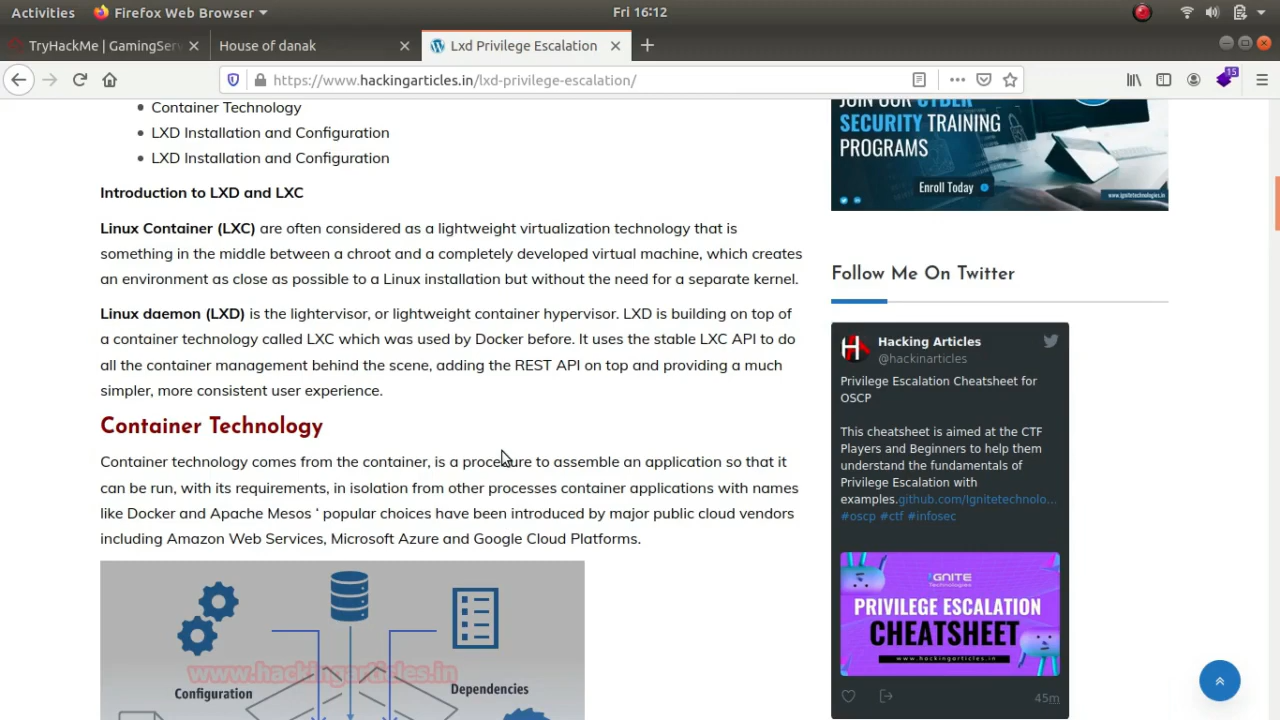 Activities
Firefox Web Browser
Fri 16:12
TryHackMe | GamingServ
House of danak
Lxd Privilege Escalation
https://www.hackingarticles.in/lxd-privilege-escalation/
15
Container Technology
LXD Installation and Configuration
LXD Installation and Configuration
Introduction to LXD and LXC
Linux Container (LXC) are often considered as a lightweight virtualization technology that is
something in the middle between a chroot and a completely developed virtual machine, which creates
an environment as close as possible to a Linux installation but without the need for a separate kernel.
Linux daemon (LXD) is the lightervisor, or lightweight container hypervisor. LXD is building on top of
a container technology called LXC which was used by Docker before. It uses the stable LXC API to do
all the container management behind the scene, adding the REST API on top and providing a much
simpler, more consistent user experience.
Container Technology
Container technology comes from the container, is a procedure to assemble an application so that it
can be run, with its requirements, in isolation from other processes container applications with names
like Docker and Apache Mesos ‘ popular choices have been introduced by major public cloud vendors
including Amazon Web Services, Microsoft Azure and Google Cloud Platforms.
www.hackingarticles.in
Configuration
Dependencies
JOIN OUR CYBER
SECURITY TRAINING
PROGRAMS
Enroll Today
www.ignitetechnologies.in
Follow Me On Twitter
Hacking Articles
@hackinarticles
Privilege Escalation Cheatsheet for
OSCP
This cheatsheet is aimed at the CTF
Players and Beginners to help them
understand the fundamentals of
Privilege Escalation with
examples.github.com/Ignitetechnolo...
#oscp #ctf #infosec
IGNITE
Technologies
PRIVILEGE ESCALATION
CHEATSHEET
www.hackingarticles.in
45m